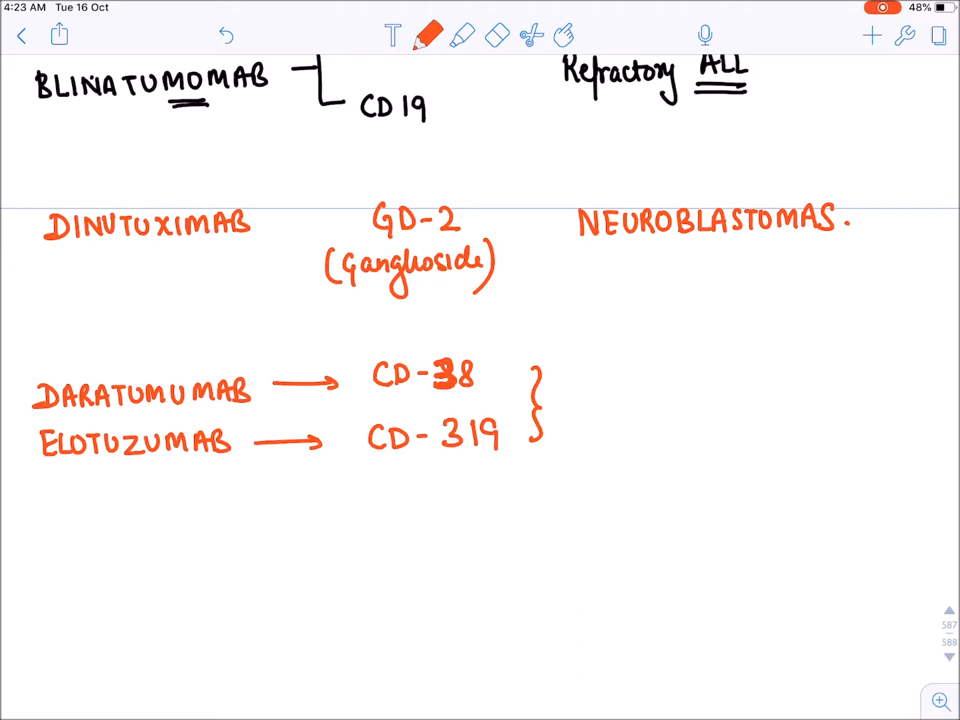 4:23 AM Tue 16 Oct 48%
T
BLINATUMOMAB CD19 Refractory ALL
DINUTUXIMAB GD-2 NEUROBLASTOMAS.
(Ganglioside)
DARATUMUMAB → CD-38
ELOTUZUMAB → CD-319
587
588